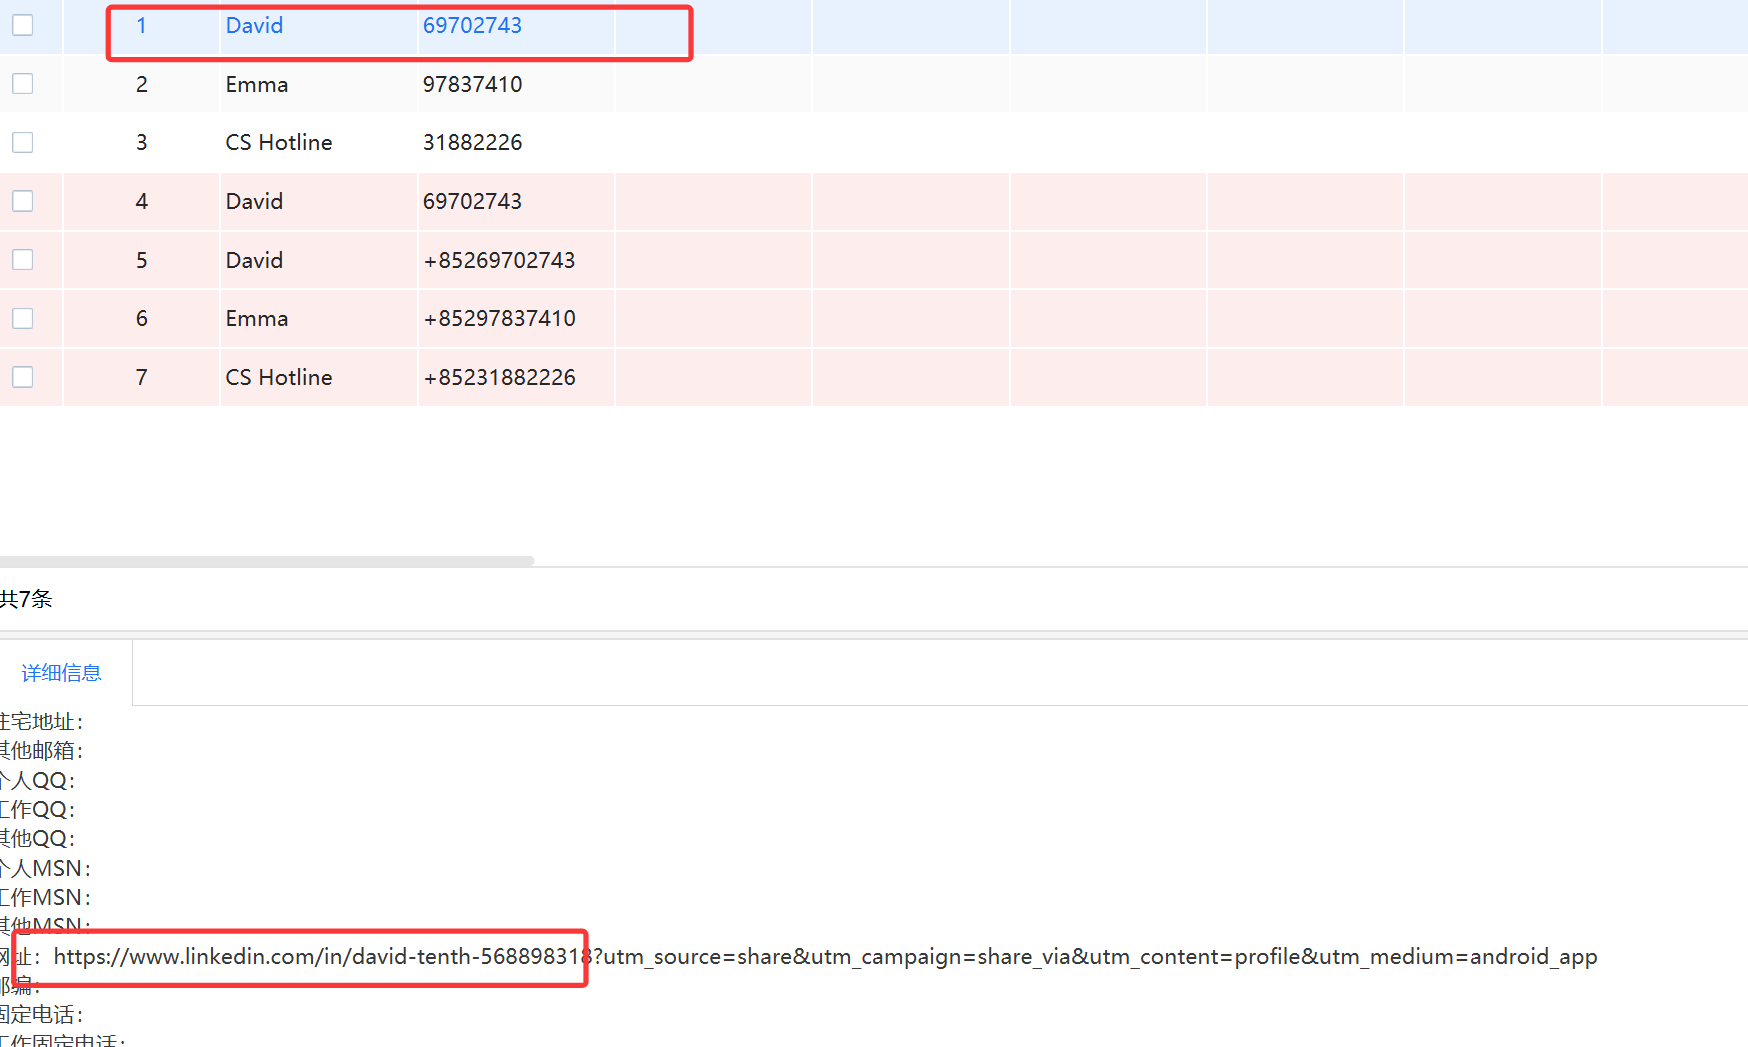 1 David 69702743
2 Emma 97837410
3 CS Hotline 31882226
4 David 69702743
5 David +85269702743
6 Emma +85297837410
7 CS Hotline +85231882226
共7条
详细信息
住宅地址：
其他邮箱：
个人QQ：
工作QQ：
其他QQ：
个人MSN：
工作MSN：
其他MSN：
网址：https://www.linkedin.com/in/david-tenth-568898318?utm_source=share&utm_campaign=share_via&utm_content=profile&utm_medium=android_app
邮编：
固定电话：
工作固定电话：